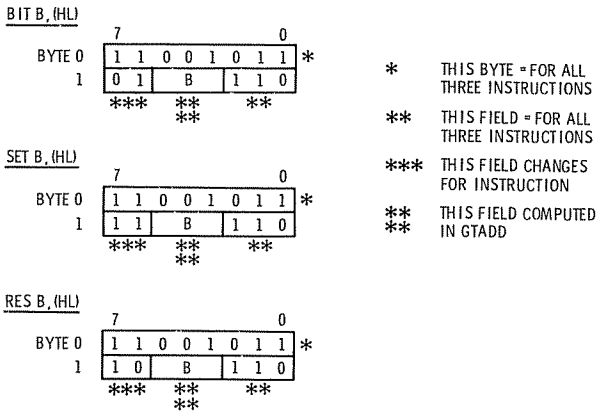 BIT B, (HL)
7 0
BYTE 0 1 1 0 0 1 0 1 1 *
1 0 1 B 1 1 0
*** ** **
**
SET B, (HL)
7 0
BYTE 0 1 1 0 0 1 0 1 1 *
1 1 1 B 1 1 0
*** ** **
**
RES B, (HL)
7 0
BYTE 0 1 1 0 0 1 0 1 1 *
1 1 0 B 1 1 0
*** ** **
**
* THIS BYTE = FOR ALL
THREE INSTRUCTIONS
** THIS FIELD = FOR ALL
THREE INSTRUCTIONS
*** THIS FIELD CHANGES
FOR INSTRUCTION
** THIS FIELD COMPUTED
** IN GTADD